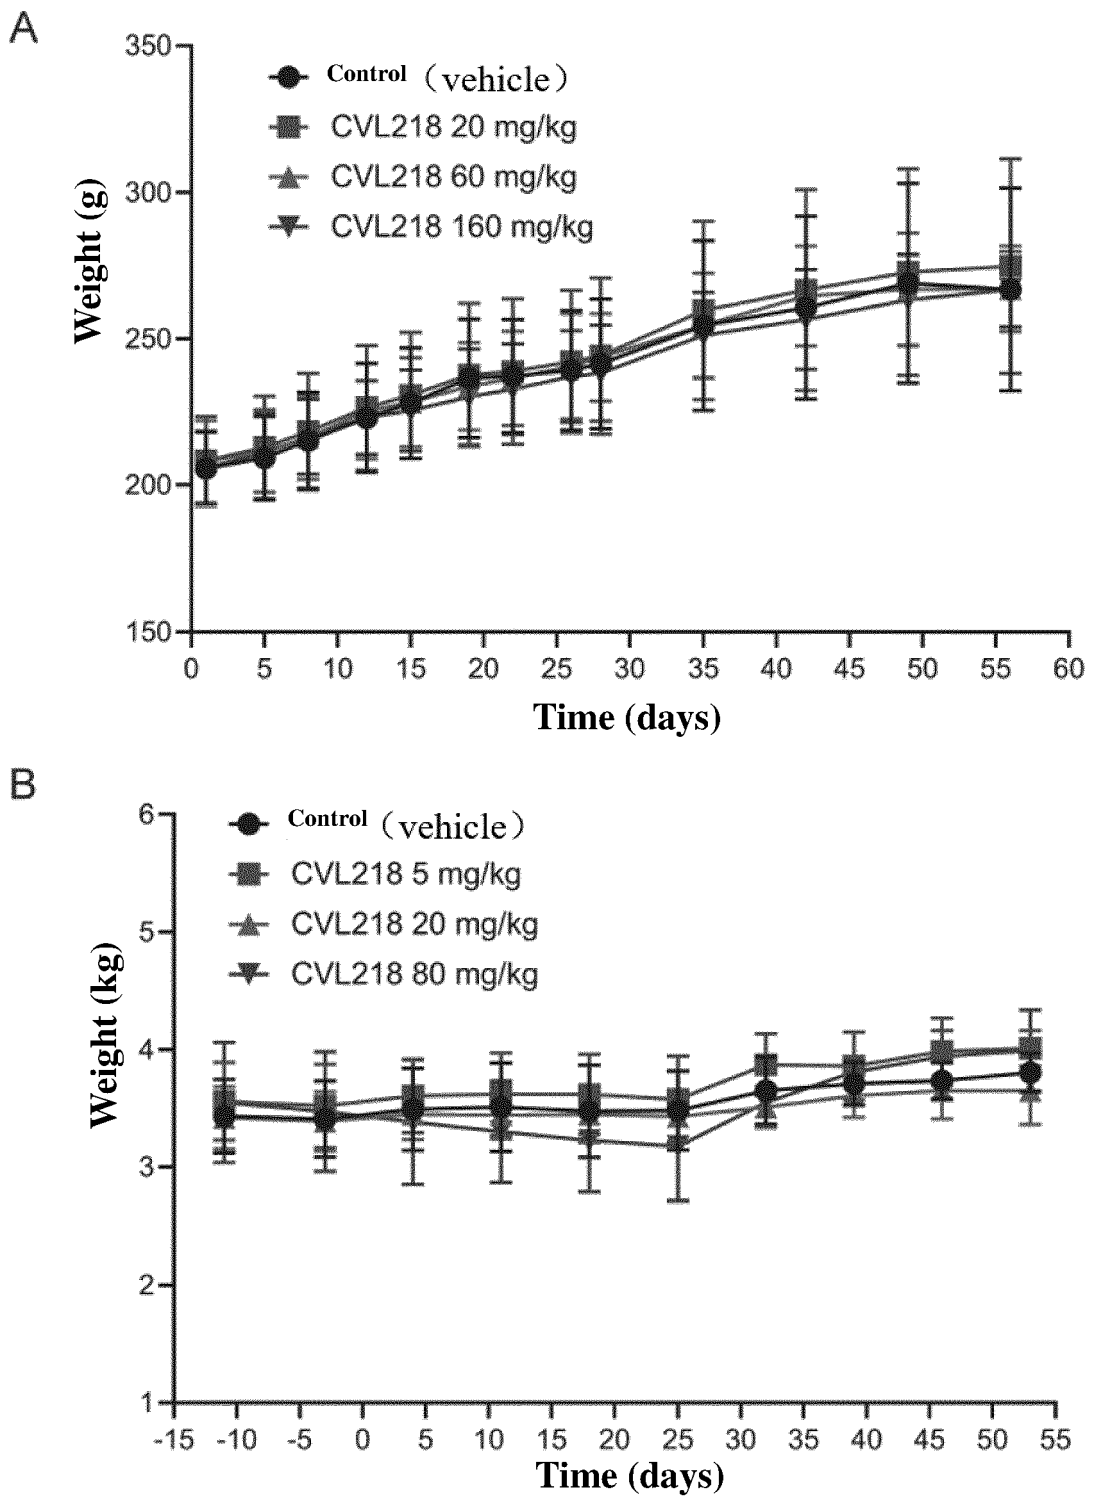 A
350
300
250
200
150
Weight (g)
Control（vehicle）
CVL218 20 mg/kg
CVL218 60 mg/kg
CVL218 160 mg/kg
0 5 10 15 20 25 30 35 40 45 50 55 60
Time (days)
B
6
5
4
3
2
1
Weight (kg)
Control（vehicle）
CVL218 5 mg/kg
CVL218 20 mg/kg
CVL218 80 mg/kg
-15 -10 -5 0 5 10 15 20 25 30 35 40 45 50 55
Time (days)